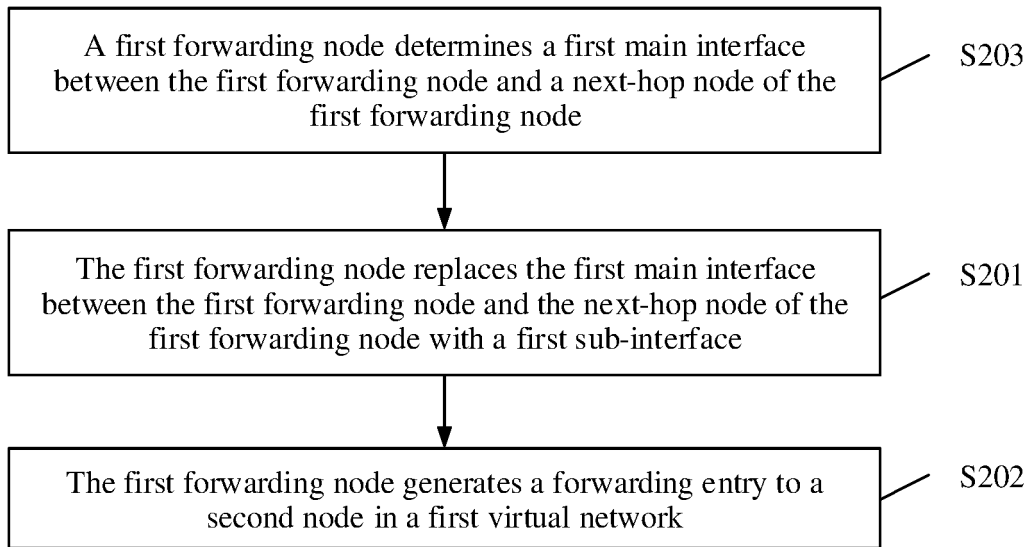 A first forwarding node determines a first main interface
between the first forwarding node and a next-hop node of the
first forwarding node
S203
The first forwarding node replaces the first main interface
between the first forwarding node and the next-hop node of the
first forwarding node with a first sub-interface
S201
The first forwarding node generates a forwarding entry to a
second node in a first virtual network
S202